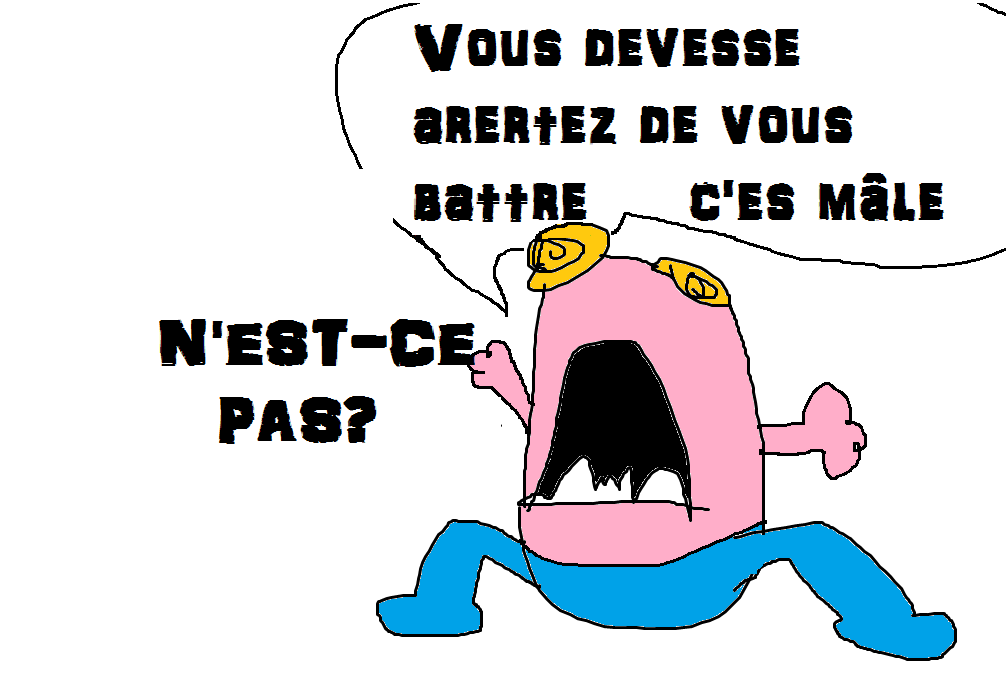 Vous devesse
arertez de vous
battre c'es mâle
N'est-ce
pas?